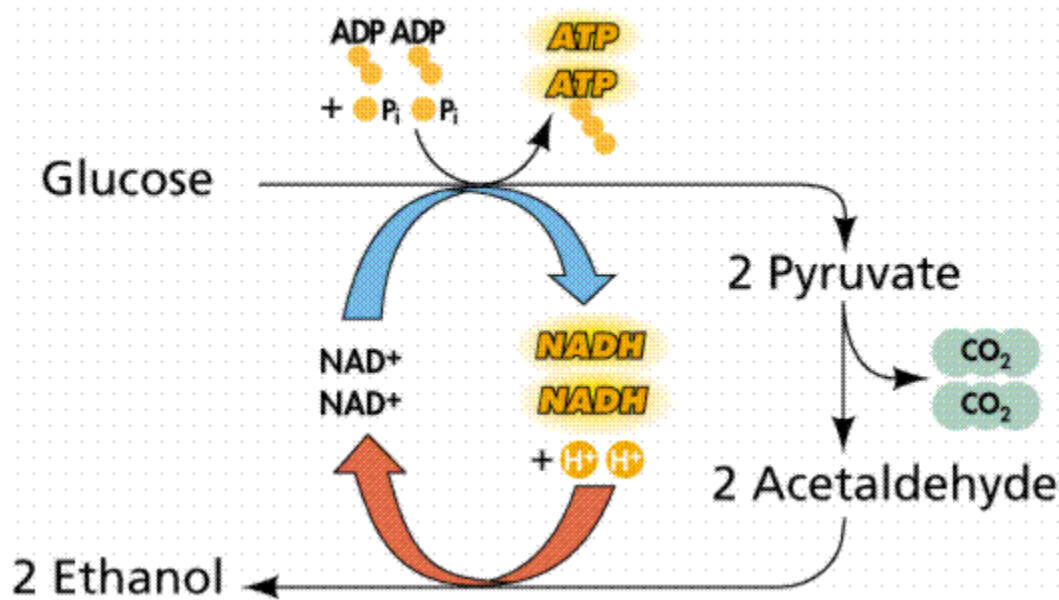 ADP ADP
+ Pi Pi
ATP
ATP
Glucose
2 Pyruvate
CO2
CO2
NAD+
NAD+
NADH
NADH
+ H+ H+
2 Acetaldehyde
2 Ethanol